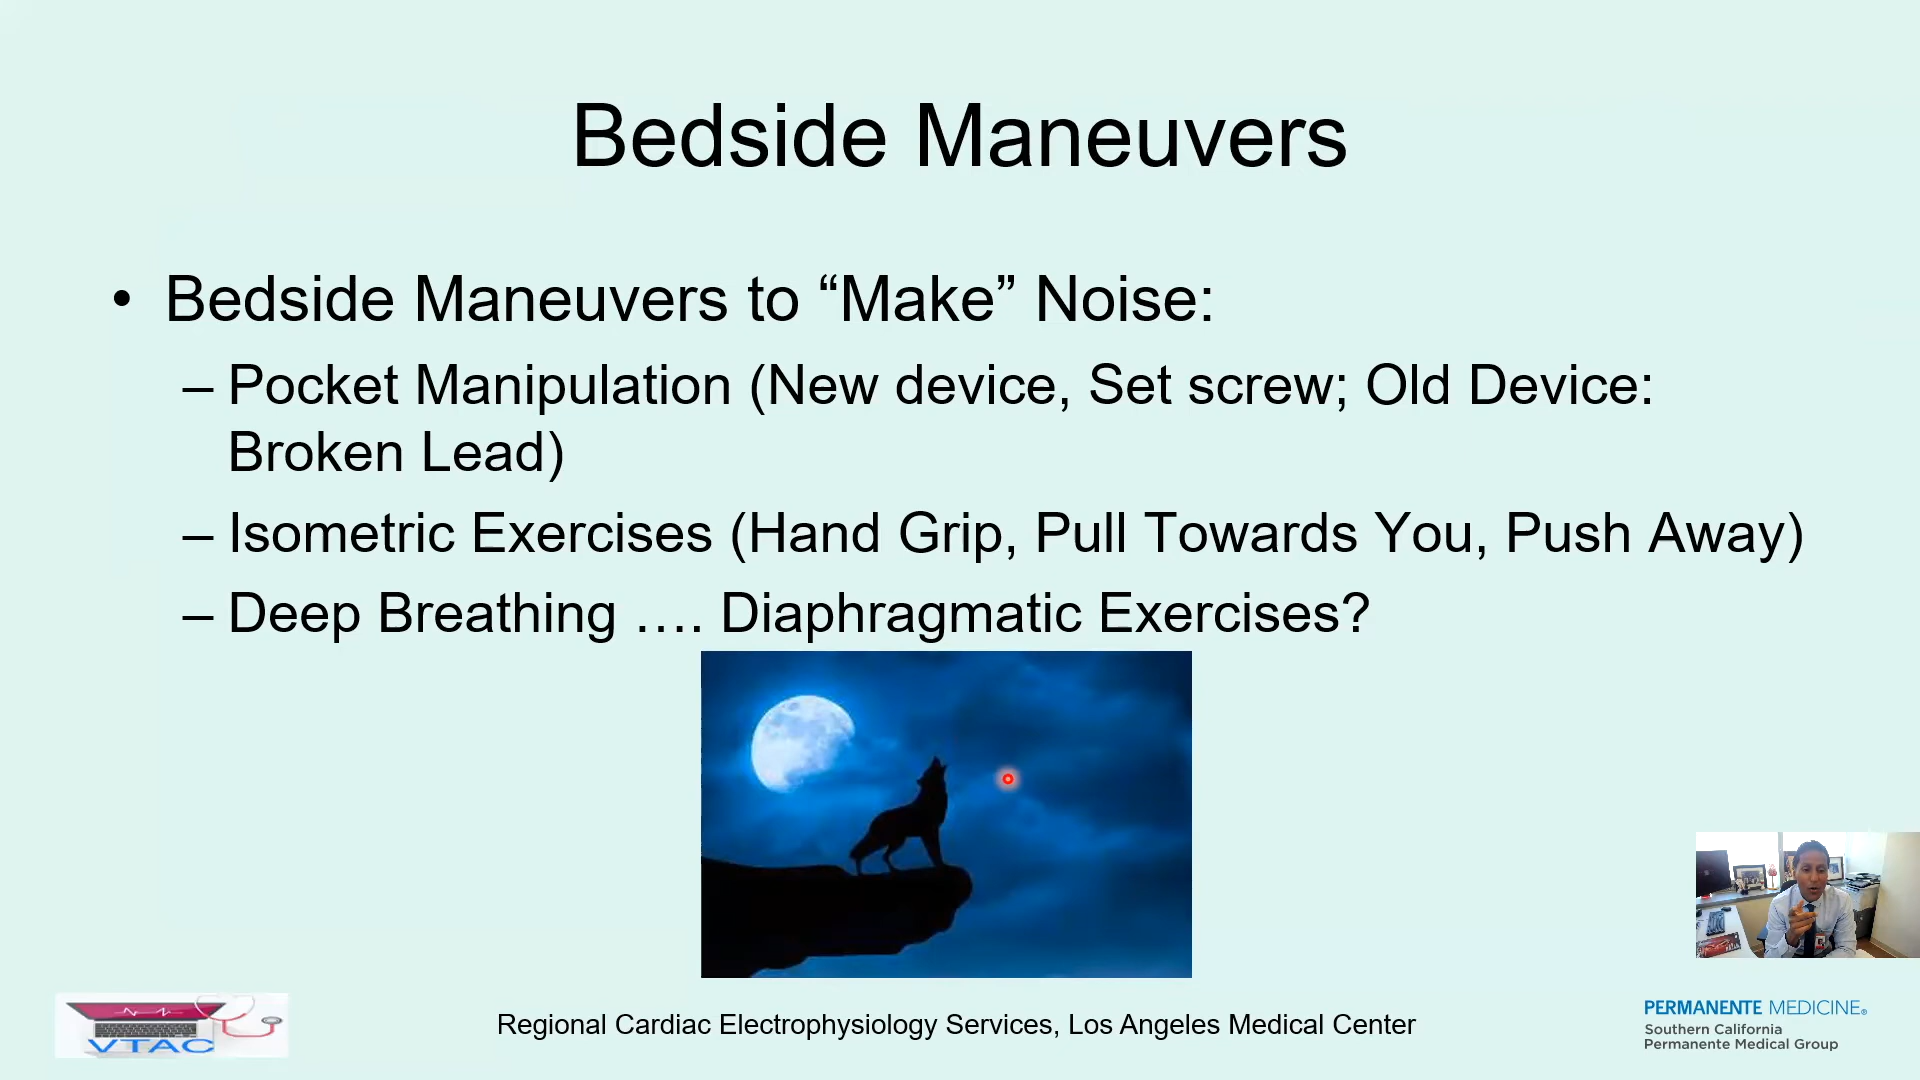 Bedside Maneuvers
• Bedside Maneuvers to “Make” Noise:
– Pocket Manipulation (New device, Set screw; Old Device:
Broken Lead)
– Isometric Exercises (Hand Grip, Pull Towards You, Push Away)
– Deep Breathing …. Diaphragmatic Exercises?
VTAC
Regional Cardiac Electrophysiology Services, Los Angeles Medical Center
PERMANENTE MEDICINE®
Southern California
Permanente Medical Group